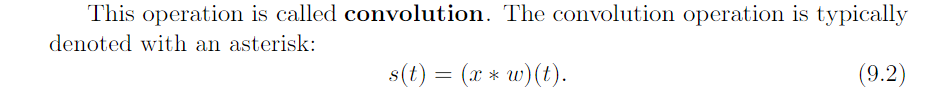 This operation is called convolution. The convolution operation is typically
denoted with an asterisk:
s(t) = (x ∗ w)(t). (9.2)